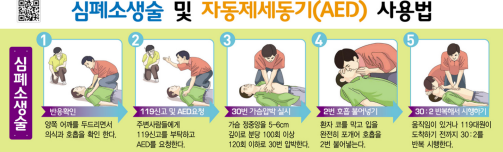 심폐소생술 및 자동제세동기(AED) 사용법
심폐소생술
1
반응확인
양쪽 어깨를 두드리면서
의식과 호흡을 확인 한다.
2
119신고 및 AED요청
주변사람들에게
119신고를 부탁하고
AED를 요청한다.
3
30번 가슴압박 실시
가슴 정중앙을 5~6cm
깊이로 분당 100회 이상
120회 이하로 30번 압박한다.
4
2번 호흡 불어넣기
환자 코를 막고 입을
완전히 포개어 호흡을
2번 불어넣는다.
5
30:2 반복해서 시행하기
움직임이 있거나 119대원이
도착하기 전까지 30:2를
반복 시행한다.